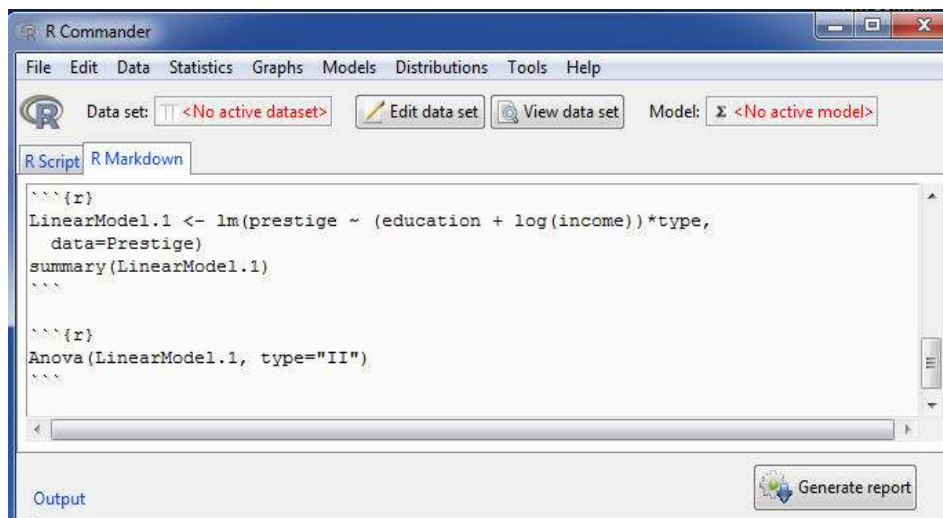 R Commander
File Edit Data Statistics Graphs Models Distributions Tools Help
R Data set: <No active dataset> Edit data set View data set Model: Σ <No active model>
R Script R Markdown
```{r}
LinearModel.1 <- lm(prestige ~ (education + log(income))*type,
  data=Prestige)
summary(LinearModel.1)
```
```{r}
Anova(LinearModel.1, type="II")
```
Generate report
Output